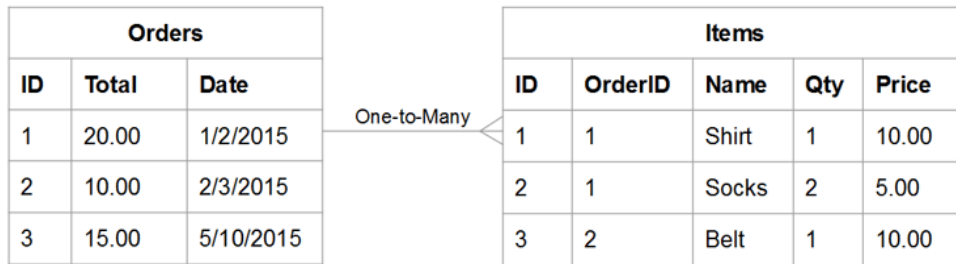 Orders
ID Total Date
1 20.00 1/2/2015
2 10.00 2/3/2015
3 15.00 5/10/2015
One-to-Many
Items
ID OrderID Name Qty Price
1 1 Shirt 1 10.00
2 1 Socks 2 5.00
3 2 Belt 1 10.00